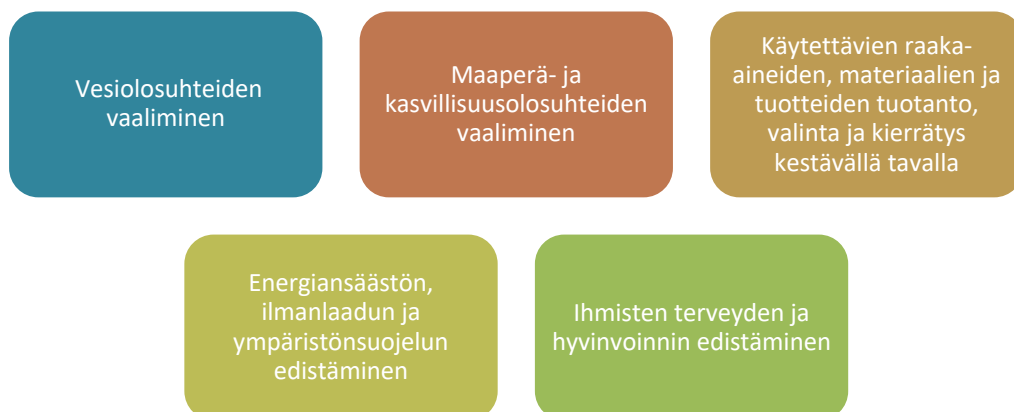 Vesiolosuhteiden
vaaliminen
Maaperä- ja
kasvillisuusolosuhteiden
vaaliminen
Käytettävien raaka-
aineiden, materiaalien ja
tuotteiden tuotanto,
valinta ja kierrätys
kestävällä tavalla
Energiansäästön,
ilmanlaadun ja
ympäristönsuojelun
edistäminen
Ihmisten terveyden ja
hyvinvoinnin edistäminen